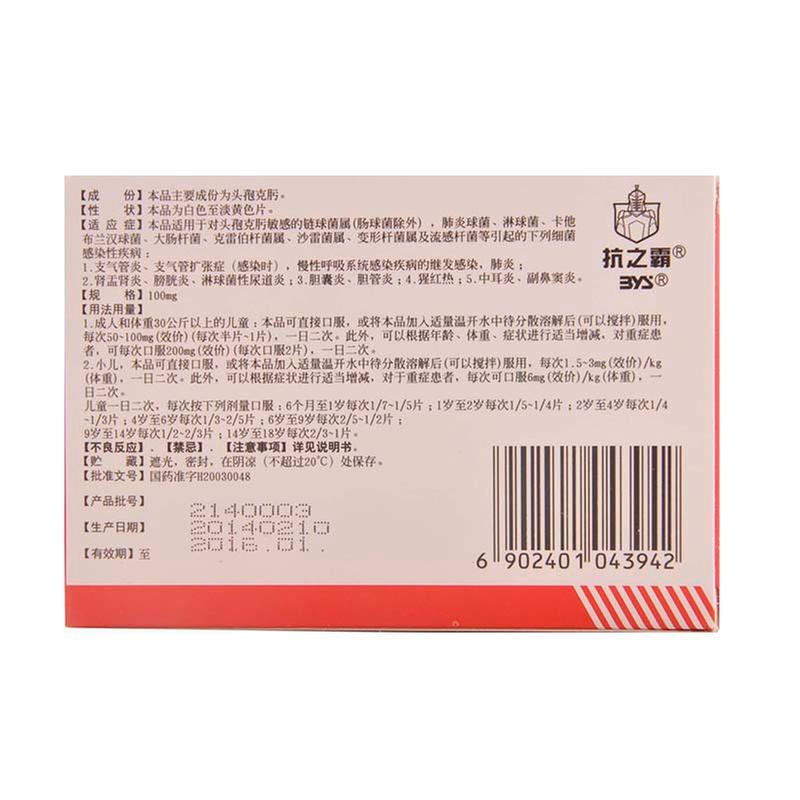 【成 份】本品主要成份为头孢克肟。
【性 状】本品为白色至淡黄色片。
【适 应 症】本品适用于对头孢克肟敏感的链球菌属(肠球菌除外)，肺炎球菌、淋球菌、卡他
布兰汉球菌、大肠杆菌、克雷伯杆菌属、沙雷菌属、变形杆菌属及流感杆菌等引起的下列细菌
感染性疾病：
1.支气管炎、支气管扩张症（感染时），慢性呼吸系统感染疾病的继发感染，肺炎；
2.肾盂肾炎、膀胱炎、淋球菌性尿道炎；3.胆囊炎、胆管炎；4.猩红热；5.中耳炎、副鼻窦炎。
【规 格】100mg
【用法用量】
1.成人和体重30公斤以上的儿童：本品可直接口服，或将本品加入适量温开水中待分散溶解后(可以搅拌)服用，
每次50~100mg(效价)(每次半片~1片)，一日二次。此外，可以根据年龄、体重、症状进行适当增减，对重症患
者，可每次口服200mg(效价)(每次口服2片)，一日二次。
2.小儿，本品可直接口服，或将本品加入适量温开水中待分散溶解后(可以搅拌)服用，每次1.5~3mg(效价)/kg
(体重)，一日二次。此外，可以根据症状进行适当增减，对于重症患者，每次可口服6mg(效价)/kg(体重)，一
日二次。
儿童一日二次，每次按下列剂量口服：6个月至1岁每次1/7~1/5片；1岁至2岁每次1/5~1/4片；2岁至4岁每次1/4
~1/3片；4岁至6岁每次1/3~2/5片；6岁至9岁每次2/5~1/2片；
9岁至14岁每次1/2~2/3片；14岁至18岁每次2/3~1片。
【不良反应】、【禁忌】、【注意事项】详见说明书。
【贮 藏】遮光，密封，在阴凉（不超过20℃）处保存。
【批准文号】国药准字H20030048
【产品批号】 2140003
【生产日期】 20140210
【有效期】至 2016.01.
抗之霸®
3YS®
6 902401 043942